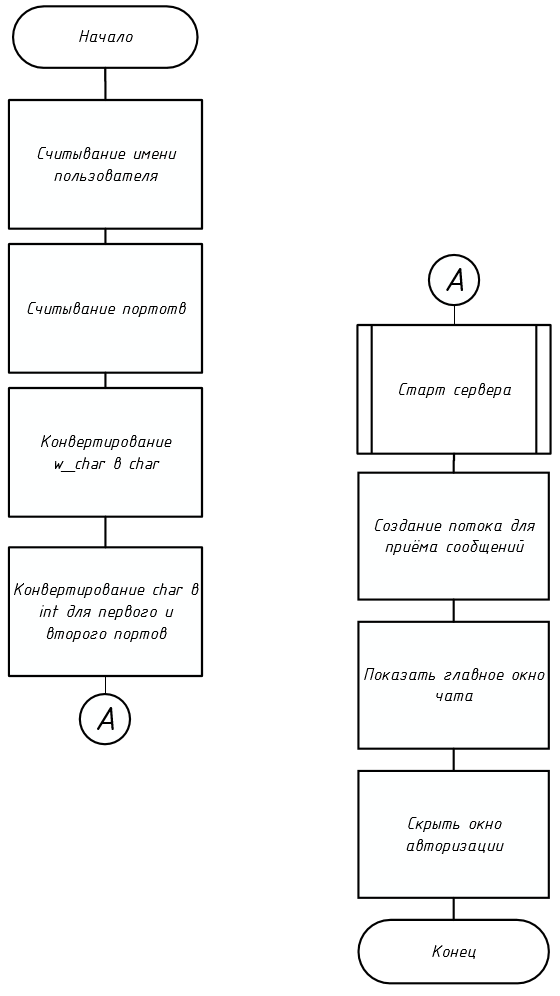 Начало
Считывание имени
пользователя
Считывание портотв
Конвертирование
w_char в char
Конвертирование char в
int для первого и
второго портов
А
А
Старт сервера
Создание потока для
приёма сообщений
Показать главное окно
чата
Скрыть окно
авторизации
Конец